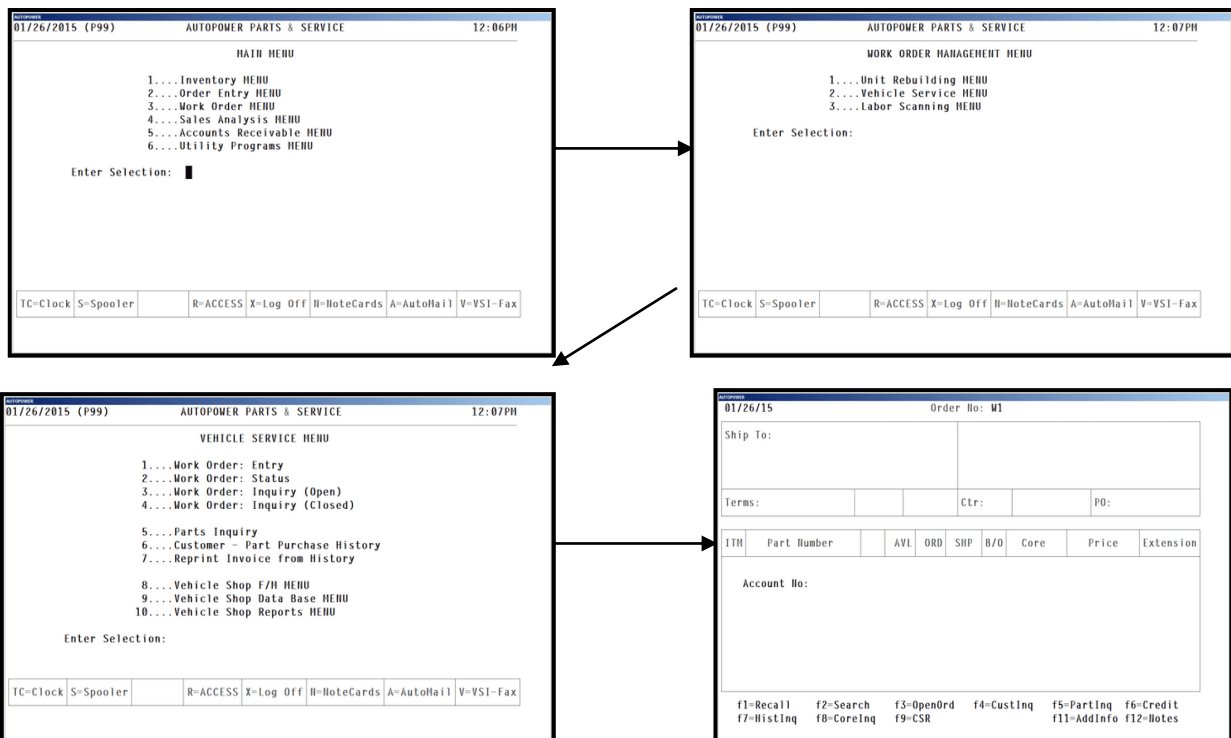 AUTOPOWER
01/26/2015 (P99) AUTOPOWER PARTS & SERVICE 12:06PM
MAIN MENU
1....Inventory MENU
2....Order Entry MENU
3....Work Order MENU
4....Sales Analysis MENU
5....Accounts Receivable MENU
6....Utility Programs MENU
Enter Selection:
TC=Clock S=Spooler R=ACCESS X=Log Off N=NoteCards A=AutoMail V=VSI-Fax
AUTOPOWER
01/26/2015 (P99) AUTOPOWER PARTS & SERVICE 12:07PM
WORK ORDER MANAGEMENT MENU
1....Unit Rebuilding MENU
2....Vehicle Service MENU
3....Labor Scanning MENU
Enter Selection:
TC=Clock S=Spooler R=ACCESS X=Log Off N=NoteCards A=AutoMail V=VSI-Fax
AUTOPOWER
01/26/2015 (P99) AUTOPOWER PARTS & SERVICE 12:07PM
VEHICLE SERVICE MENU
1....Work Order: Entry
2....Work Order: Status
3....Work Order: Inquiry (Open)
4....Work Order: Inquiry (Closed)
5....Parts Inquiry
6....Customer - Part Purchase History
7....Reprint Invoice from History
8....Vehicle Shop F/M MENU
9....Vehicle Shop Data Base MENU
10....Vehicle Shop Reports MENU
Enter Selection:
TC=Clock S=Spooler R=ACCESS X=Log Off N=NoteCards A=AutoMail V=VSI-Fax
AUTOPOWER
01/26/15 Order No: W1
Ship To:
Terms: Ctr: PO:
ITM Part Number AVL ORD SHP B/O Core Price Extension
Account No:
f1=Recall f2=Search f3=OpenOrd f4=CustInq f5=PartInq f6=Credit
f7=HistInq f8=CoreInq f9=CSR f11=AddInfo f12=Notes